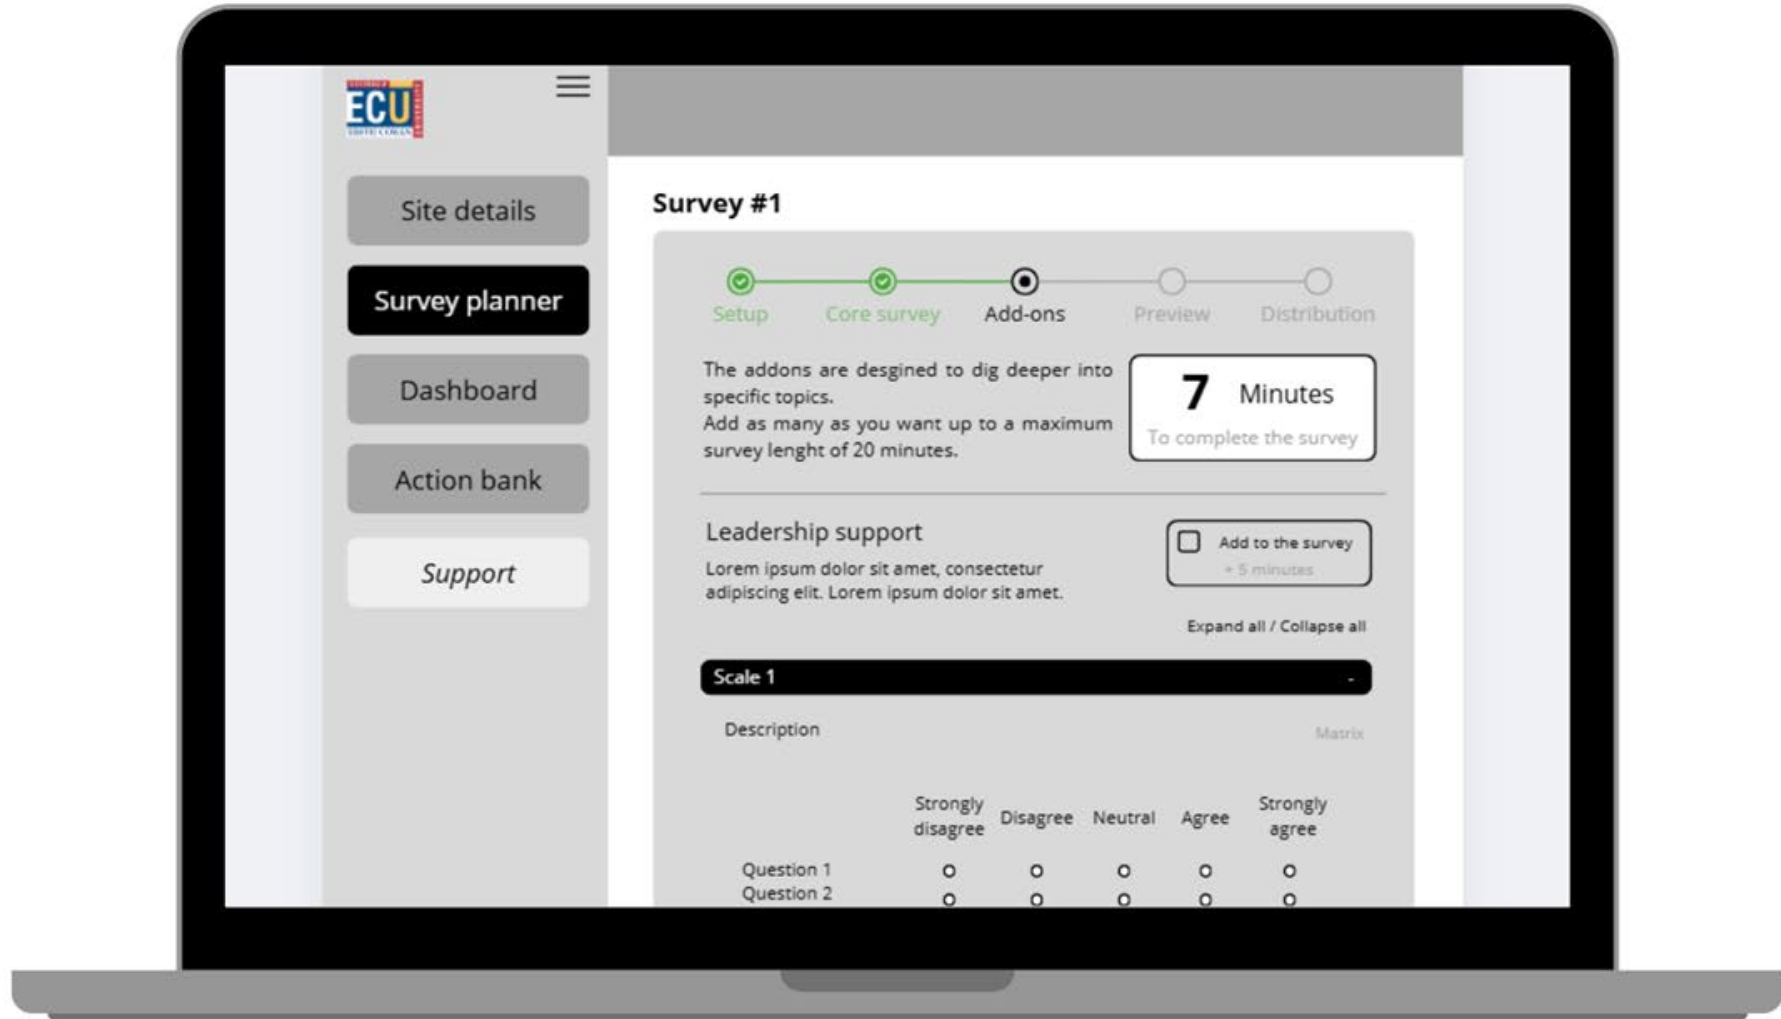 ECU
Site details
Survey planner
Dashboard
Action bank
Support
Survey #1
Setup Core survey Add-ons Preview Distribution
The addons are desgined to dig deeper into
specific topics.
Add as many as you want up to a maximum
survey lenght of 20 minutes.
7 Minutes
To complete the survey
Leadership support
Lorem ipsum dolor sit amet, consectetur
adipiscing elit. Lorem ipsum dolor sit amet.
Add to the survey
+ 5 minutes
Expand all / Collapse all
Scale 1 -
Description Matrix
Strongly
disagree Disagree Neutral Agree Strongly
agree
Question 1
Question 2